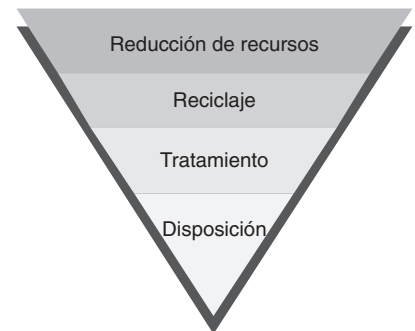 Reducción de recursos
Reciclaje
Tratamiento
Disposición